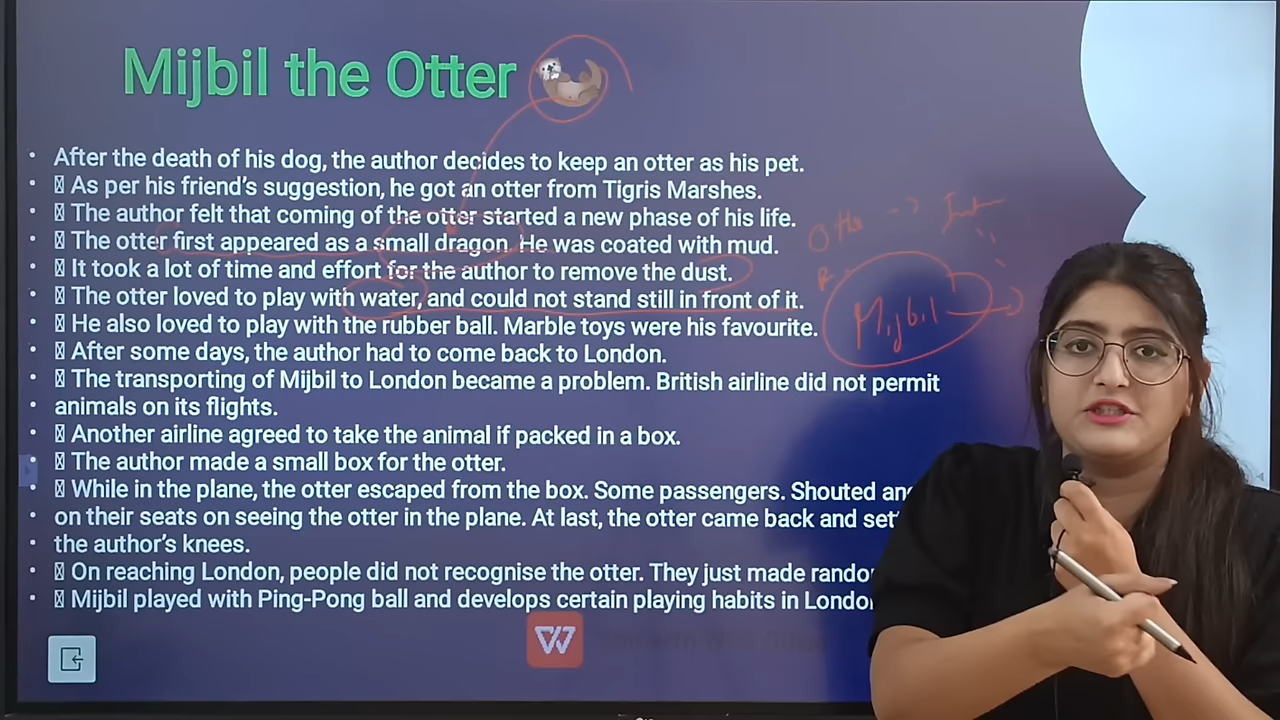 Mijbil the Otter
• After the death of his dog, the author decides to keep an otter as his pet.
• As per his friend's suggestion, he got an otter from Tigris Marshes.
• The author felt that coming of the otter started a new phase of his life.
• The otter first appeared as a small dragon. He was coated with mud.
• It took a lot of time and effort for the author to remove the dust.
• The otter loved to play with water, and could not stand still in front of it.
• He also loved to play with the rubber ball. Marble toys were his favourite.
• After some days, the author had to come back to London.
• The transporting of Mijbil to London became a problem. British airline did not permit
• animals on its flights.
• Another airline agreed to take the animal if packed in a box.
• The author made a small box for the otter.
• While in the plane, the otter escaped from the box. Some passengers. Shouted
• on their seats on seeing the otter in the plane. At last, the otter came back and
• the author's knees.
• On reaching London, people did not recognise the otter. They just made
• Mijbil played with Ping-Pong ball and develops certain playing habits in
Mijbil